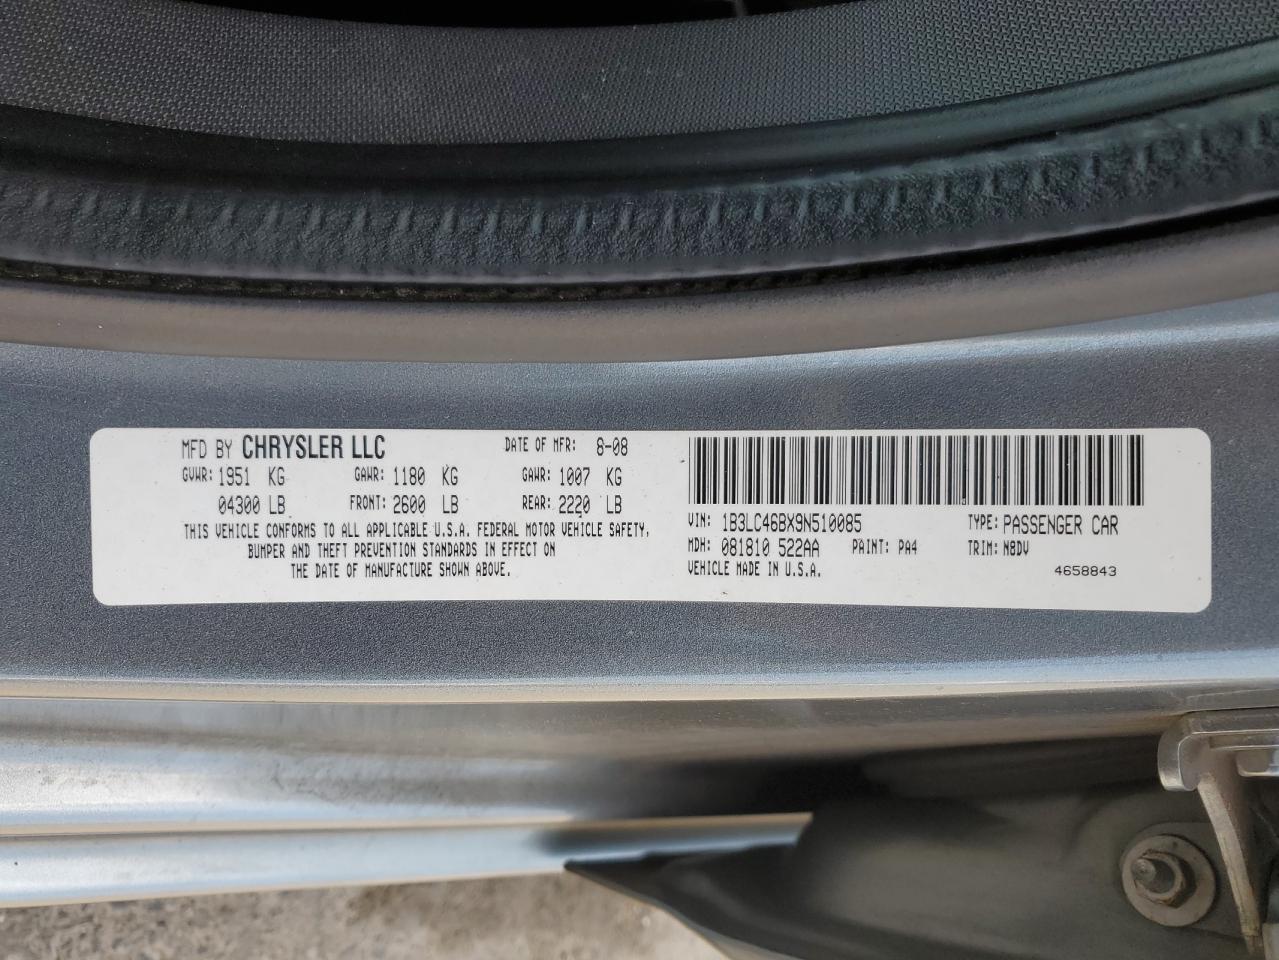 MFD BY CHRYSLER LLC DATE OF MFR: 8-08
GVWR: 1951 KG GAWR: 1180 KG GAWR: 1007 KG
04300 LB FRONT: 2600 LB REAR: 2220 LB
THIS VEHICLE CONFORMS TO ALL APPLICABLE U.S.A. FEDERAL MOTOR VEHICLE SAFETY,
BUMPER AND THEFT PREVENTION STANDARDS IN EFFECT ON
THE DATE OF MANUFACTURE SHOWN ABOVE.
VIN: 1B3LC46BX9N510085 TYPE: PASSENGER CAR
MDH: 081810 522AA PAINT: PA4 TRIM: N8DV
VEHICLE MADE IN U.S.A. 4658843